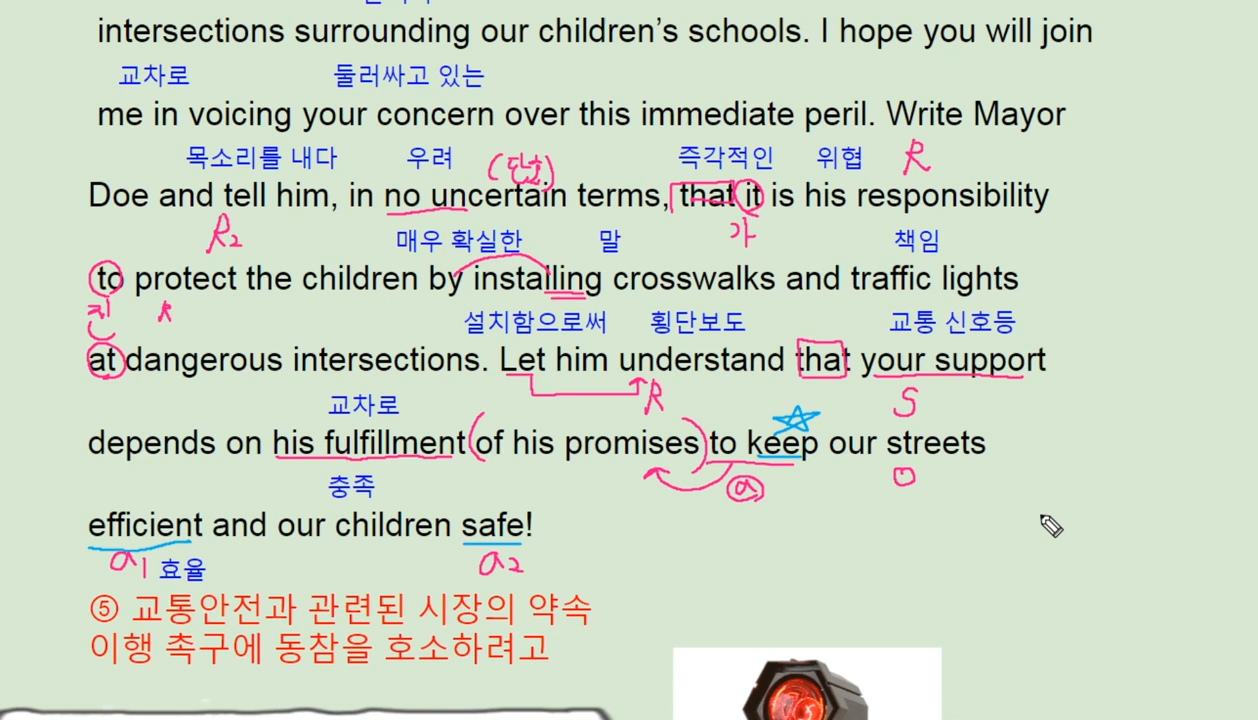 intersections surrounding our children's schools. I hope you will join
교차로 둘러싸고 있는
me in voicing your concern over this immediate peril. Write Mayor
목소리를 내다 우려 (단호) 즉각적인 위협 R
Doe and tell him, in no uncertain terms, that it is his responsibility
R2 매우 확실한 말 가 책임
to protect the children by installing crosswalks and traffic lights
진 R 설치함으로써 횡단보도 교통 신호등
at dangerous intersections. Let him understand that your support
교차로 R S
depends on his fulfillment (of his promises) to keep our streets
충족 a O
efficient and our children safe!
a1 효율 a2
⑤ 교통안전과 관련된 시장의 약속
이행 촉구에 동참을 호소하려고